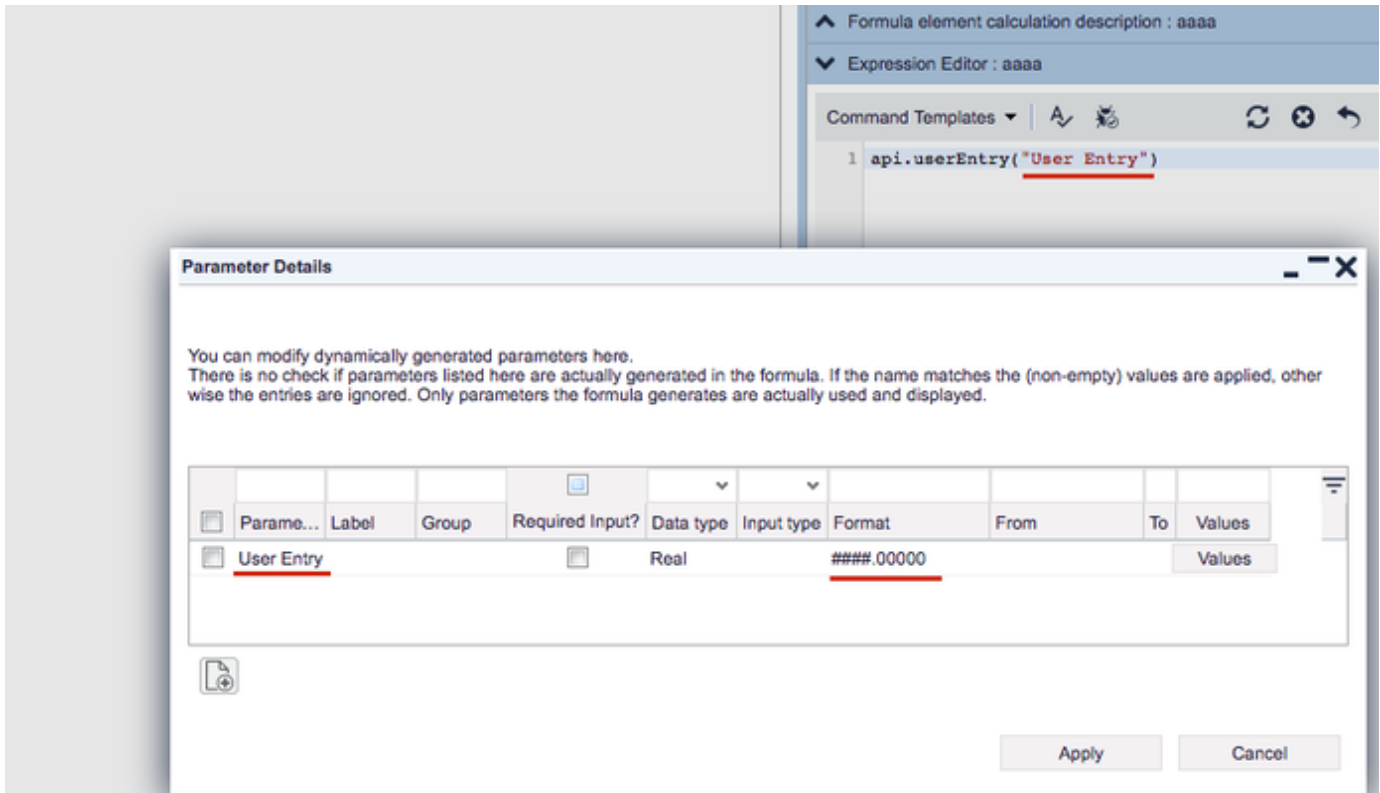 Formula element calculation description : aaaa
Expression Editor : aaaa
Command Templates
1 api.userEntry("User Entry")
Parameter Details
You can modify dynamically generated parameters here.
There is no check if parameters listed here are actually generated in the formula. If the name matches the (non-empty) values are applied, other
wise the entries are ignored. Only parameters the formula generates are actually used and displayed.
Parame... Label Group Required Input? Data type Input type Format From To Values
User Entry Real ####.00000 Values
Apply Cancel